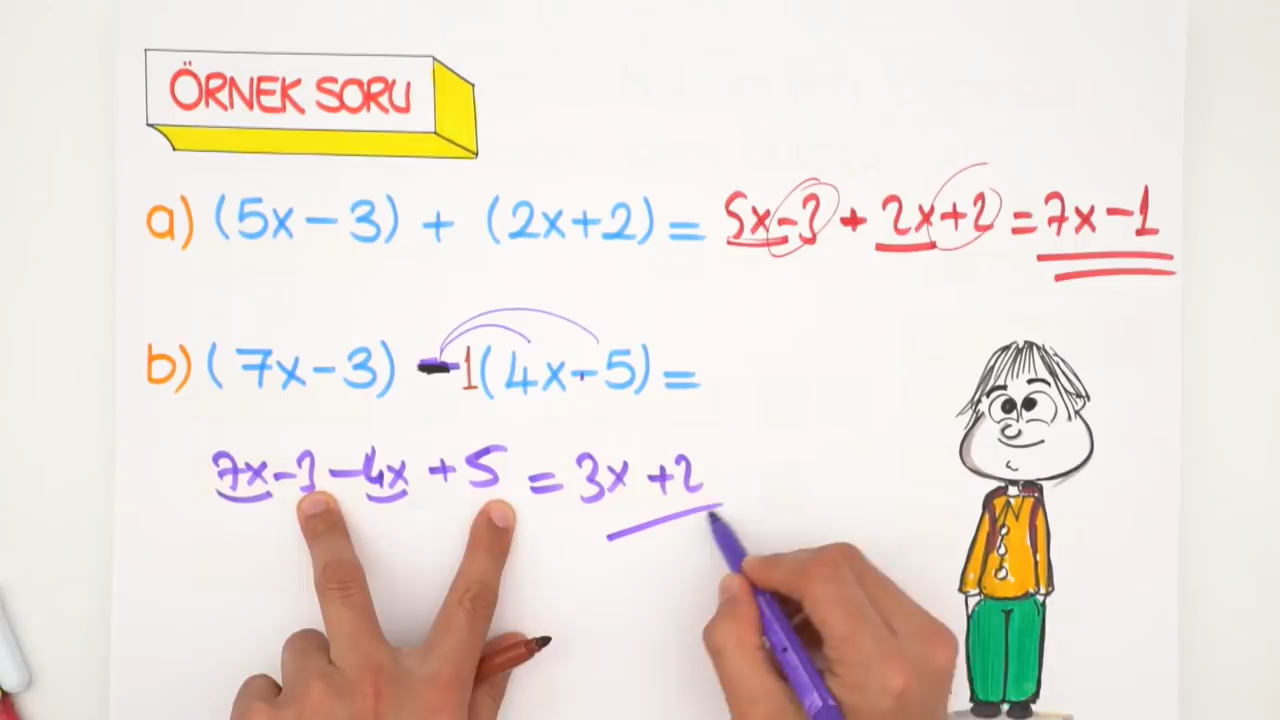 ÖRNEK SORU
a) (5x-3) + (2x+2) = 5x-3 + 2x+2 = 7x-1
b) (7x-3) -1(4x-5) =
7x-3 -4x +5 = 3x +2